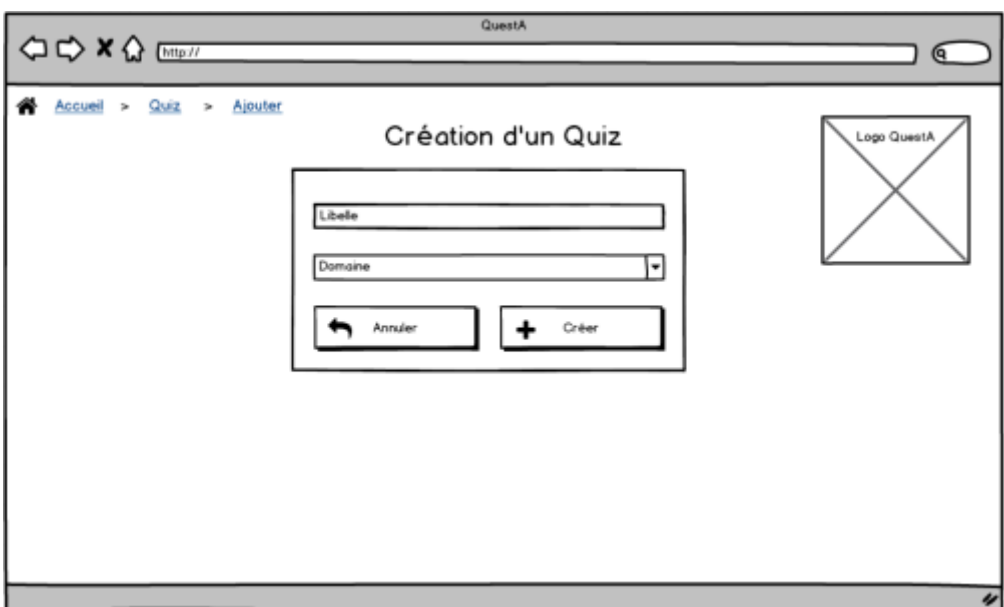 QuestA
http://
Accueil > Quiz > Ajouter
Création d'un Quiz
Logo QuestA
Libelle
Domaine
Annuler
Créer